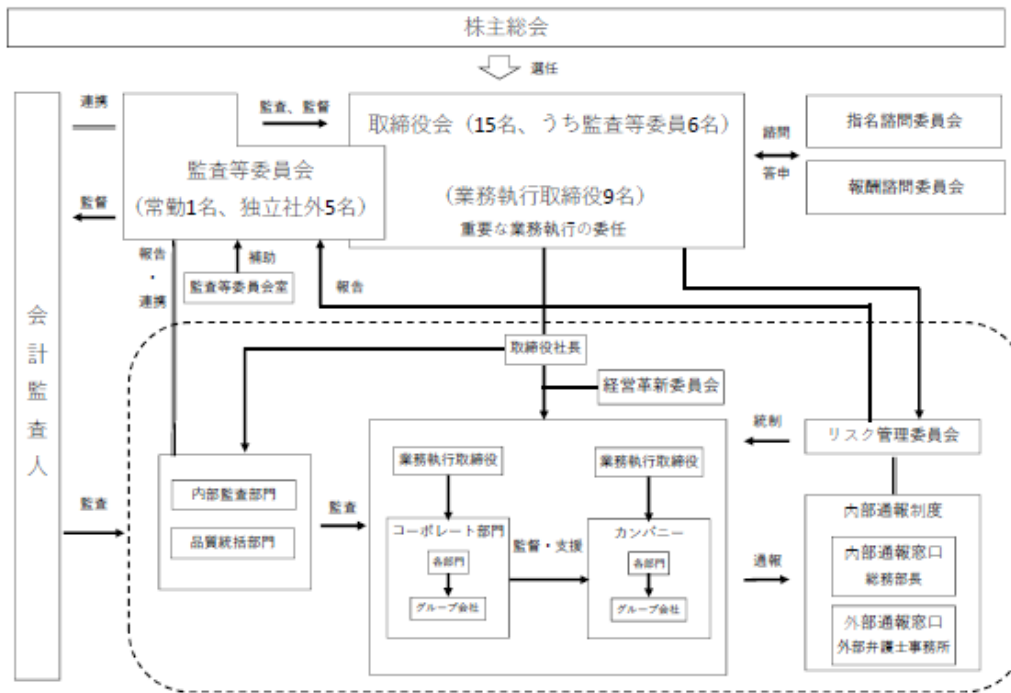 株主総会
選任
連携
監査、監督
取締役会（15名、うち監査等委員6名）
諮問
答申
指名諮問委員会
報酬諮問委員会
監査等委員会
（常勤1名、独立社外5名）
（業務執行取締役9名）
重要な業務執行の委任
監督
報告
・
連携
補助
監査等委員会室
報告
会計監査人
取締役社長
経営革新委員会
統制
リスク管理委員会
業務執行取締役
業務執行取締役
内部監査部門
品質統括部門
監査
監査
コーポレート部門
各部門
グループ会社
監督・支援
カンパニー
各部門
グループ会社
通報
内部通報制度
内部通報窓口
総務部長
外部通報窓口
外部弁護士事務所